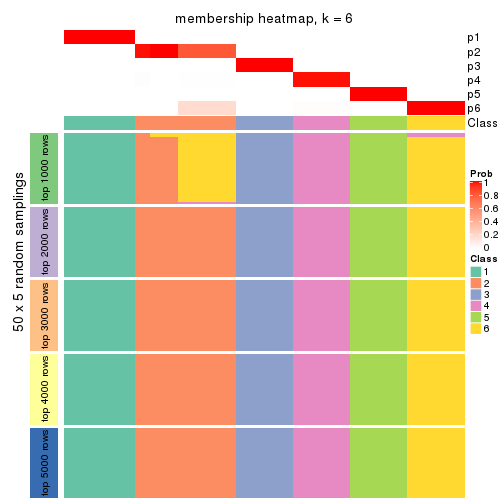 membership heatmap, k = 6
p1
p2
p3
p4
p5
p6
Class
50 x 5 random samplings
top 1000 rows
top 2000 rows
top 3000 rows
top 4000 rows
top 5000 rows
Prob
1
0.8
0.6
0.4
0.2
0
Class
1
2
3
4
5
6